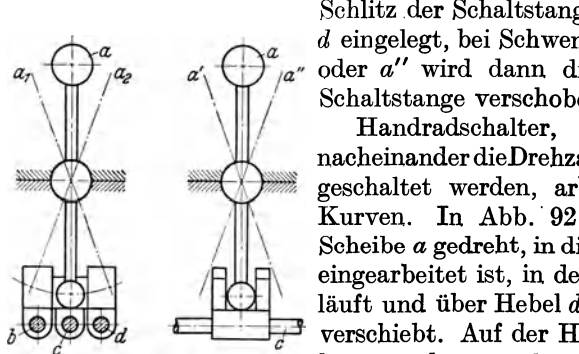 Schlitz der Schaltstang
d eingelegt, bei Schwen
oder a″ wird dann di
Schaltstange verschobe
Handradschalter,
nacheinander die Drehza
geschaltet werden, ar
Kurven. In Abb. 92
Scheibe a gedreht, in di
eingearbeitet ist, in de
läuft und über Hebel d
verschiebt. Auf der H
a
a₁ a₂
b c d
a
a′ a″
c